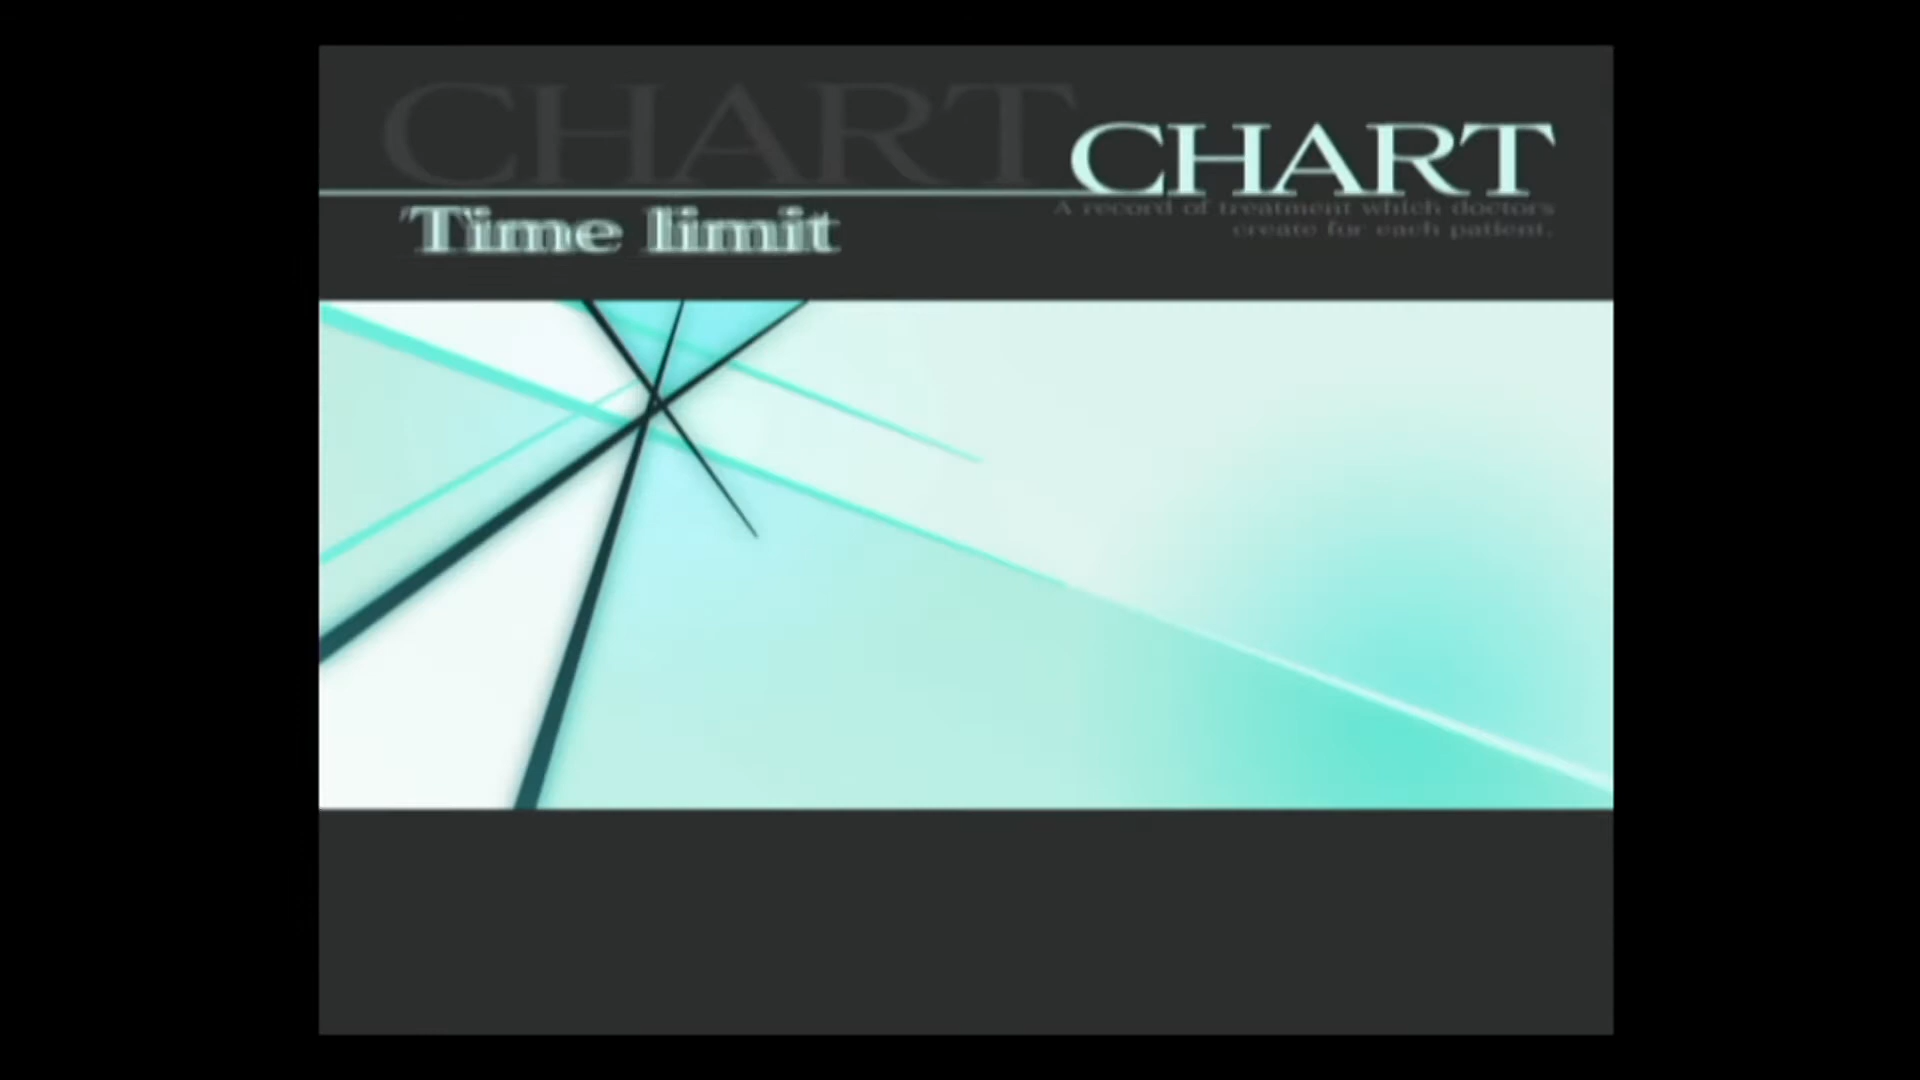 CHART
CHART
Time limit
A record of treatment which doctors
create for each patient.